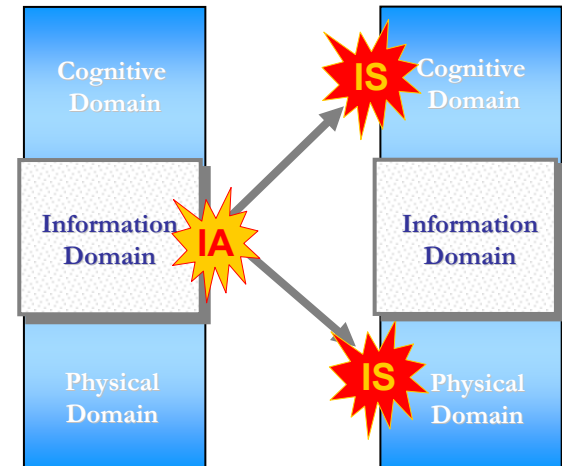 Cognitive
Domain
Information
Domain
Physical
Domain
IA
IS
IS
Cognitive
Domain
Information
Domain
Physical
Domain